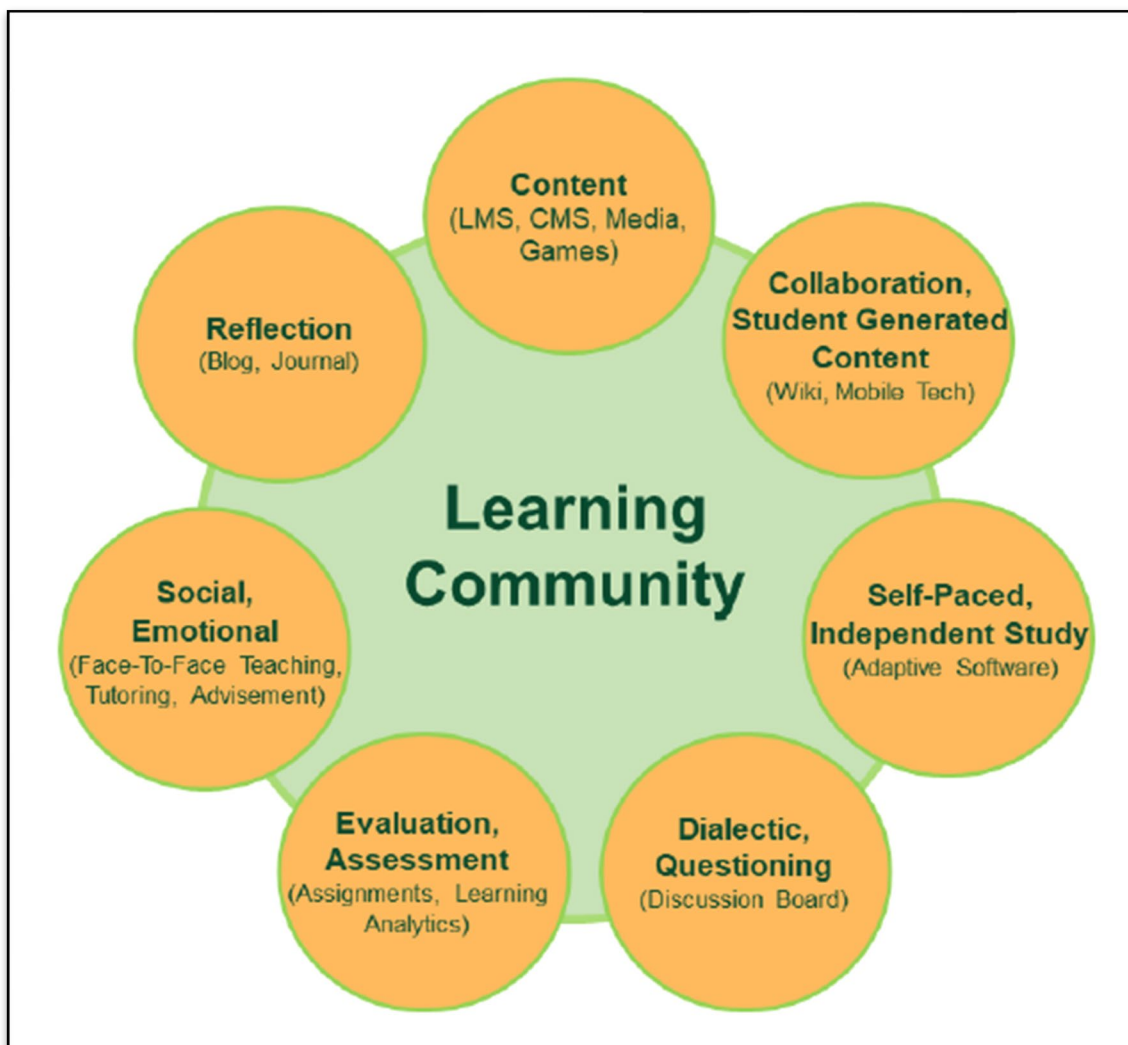 Content
(LMS, CMS, Media,
Games)
Collaboration,
Student Generated
Content
(Wiki, Mobile Tech)
Reflection
(Blog, Journal)
Learning
Community
Self-Paced,
Independent Study
(Adaptive Software)
Social,
Emotional
(Face-To-Face Teaching,
Tutoring, Advisement)
Evaluation,
Assessment
(Assignments, Learning
Analytics)
Dialectic,
Questioning
(Discussion Board)